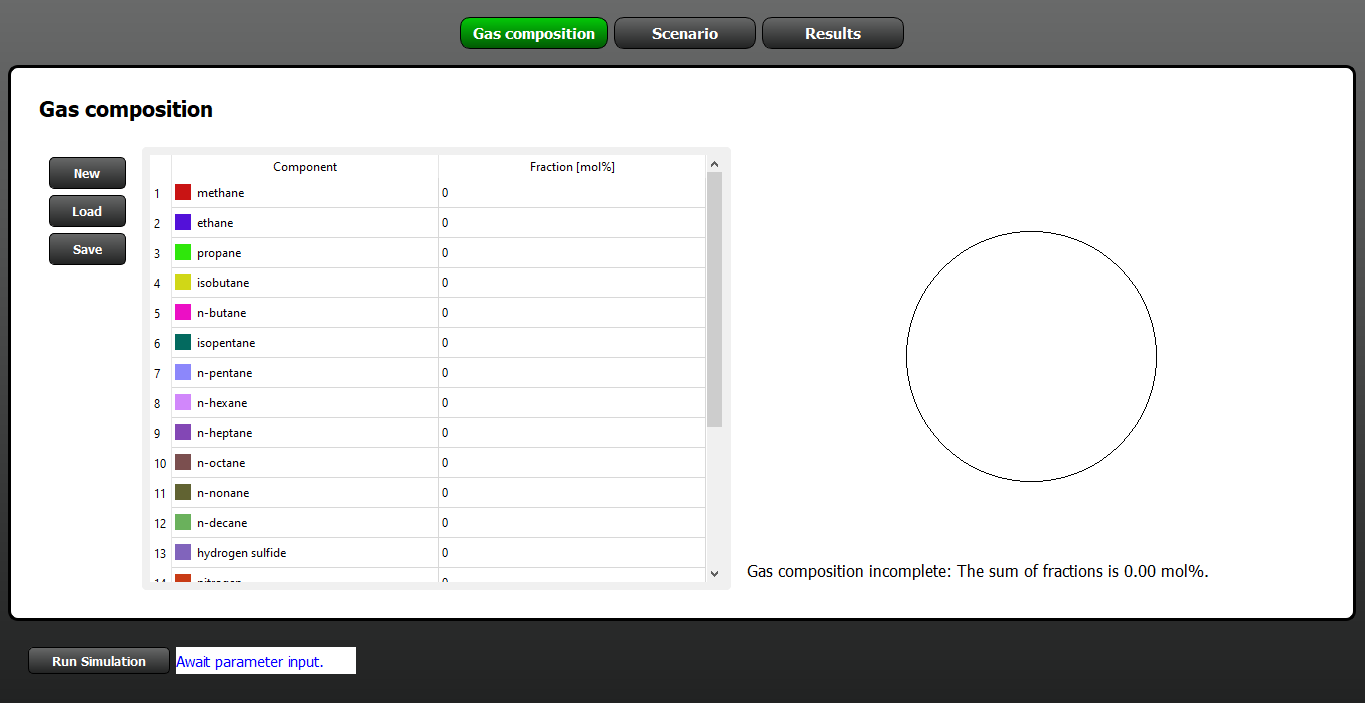 Gas composition Scenario Results
Gas composition
New
Load
Save
Component Fraction [mol%]
1 methane 0
2 ethane 0
3 propane 0
4 isobutane 0
5 n-butane 0
6 isopentane 0
7 n-pentane 0
8 n-hexane 0
9 n-heptane 0
10 n-octane 0
11 n-nonane 0
12 n-decane 0
13 hydrogen sulfide 0
14 nitrogen 0
Gas composition incomplete: The sum of fractions is 0.00 mol%.
Run Simulation Await parameter input.